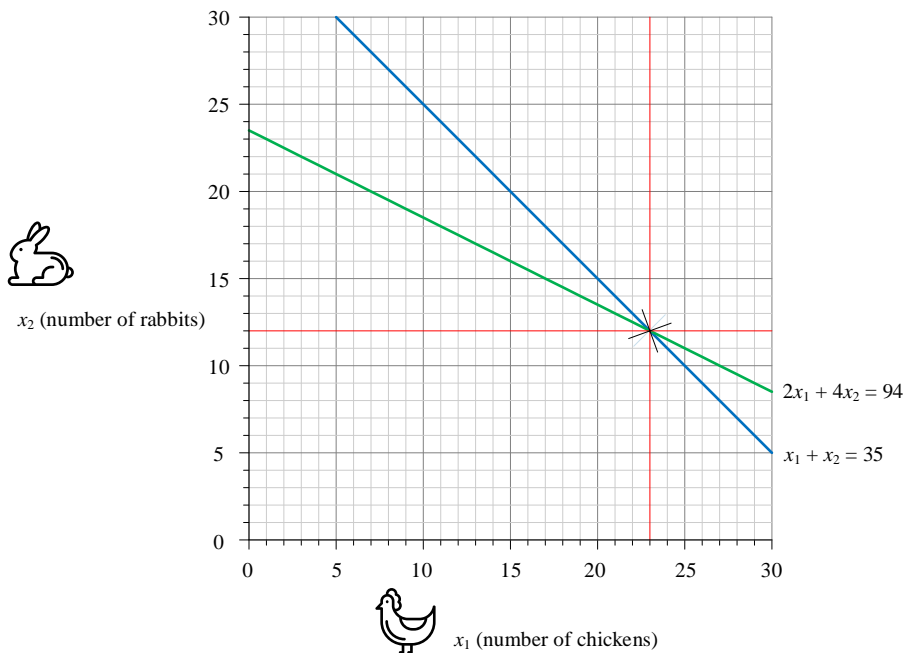 30
25
20
15
x₂ (number of rabbits)
10
2x₁ + 4x₂ = 94
5
x₁ + x₂ = 35
0
0 5 10 15 20 25 30
x₁ (number of chickens)